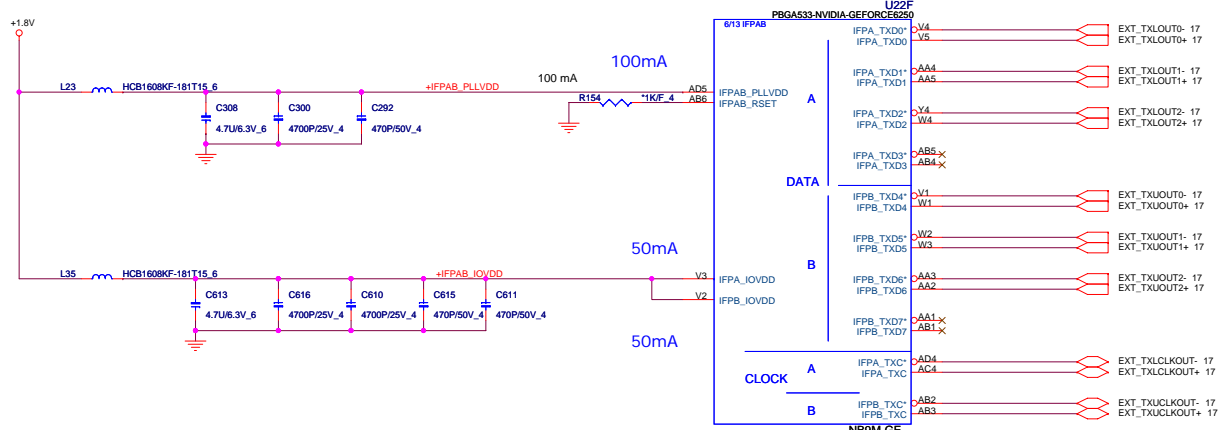 +1.8V
U22F
PBGA533-NVIDIA-GEFORCE6250
6/13 IFPAB
L23
HCB1608KF-181T15_6
+IFPAB_PLLVDD
100 mA
100mA
R154
*1K/F_4
AD5
IFPAB_PLLVDD
AB6
IFPAB_RSET
C308
4.7U/6.3V_6
C300
4700P/25V_4
C292
470P/50V_4
A
DATA
B
IFPA_TXD0* V4 EXT_TXLOUT0- 17
IFPA_TXD0 V5 EXT_TXLOUT0+ 17
IFPA_TXD1* AA4 EXT_TXLOUT1- 17
IFPA_TXD1 AA5 EXT_TXLOUT1+ 17
IFPA_TXD2* Y4 EXT_TXLOUT2- 17
IFPA_TXD2 W4 EXT_TXLOUT2+ 17
IFPA_TXD3* AB5
IFPA_TXD3 AB4
IFPB_TXD4* V1 EXT_TXUOUT0- 17
IFPB_TXD4 W1 EXT_TXUOUT0+ 17
IFPB_TXD5* W2 EXT_TXUOUT1- 17
IFPB_TXD5 W3 EXT_TXUOUT1+ 17
IFPB_TXD6* AA3 EXT_TXUOUT2- 17
IFPB_TXD6 AA2 EXT_TXUOUT2+ 17
IFPB_TXD7* AA1
IFPB_TXD7 AB1
L35
HCB1608KF-181T15_6
+IFPAB_IOVDD
50mA
V3
IFPA_IOVDD
V2
IFPB_IOVDD
50mA
C613
4.7U/6.3V_6
C616
4700P/25V_4
C610
4700P/25V_4
C615
470P/50V_4
C611
470P/50V_4
CLOCK
A
IFPA_TXC* AD4 EXT_TXLCLKOUT- 17
IFPA_TXC AC4 EXT_TXLCLKOUT+ 17
B
IFPB_TXC* AB2 EXT_TXUCLKOUT- 17
IFPB_TXC AB3 EXT_TXUCLKOUT+ 17